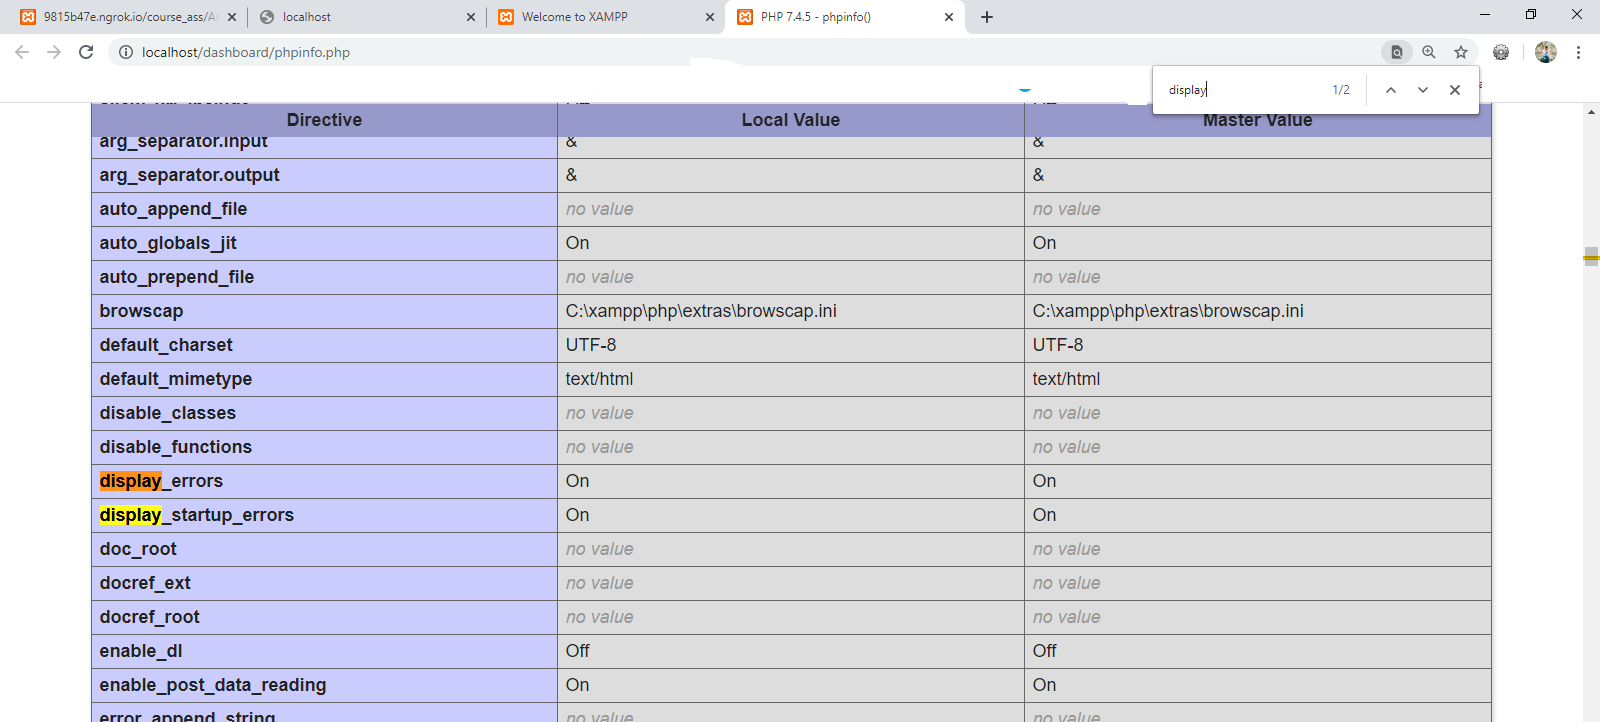 9815b47e.ngrok.io/course_ass/As
localhost
Welcome to XAMPP
PHP 7.4.5 - phpinfo()
localhost/dashboard/phpinfo.php
display 1/2
Directive Local Value Master Value
arg_separator.input & &
arg_separator.output & &
auto_append_file no value no value
auto_globals_jit On On
auto_prepend_file no value no value
browscap C:\xampp\php\extras\browscap.ini C:\xampp\php\extras\browscap.ini
default_charset UTF-8 UTF-8
default_mimetype text/html text/html
disable_classes no value no value
disable_functions no value no value
display_errors On On
display_startup_errors On On
doc_root no value no value
docref_ext no value no value
docref_root no value no value
enable_dl Off Off
enable_post_data_reading On On
error_append_string no value no value